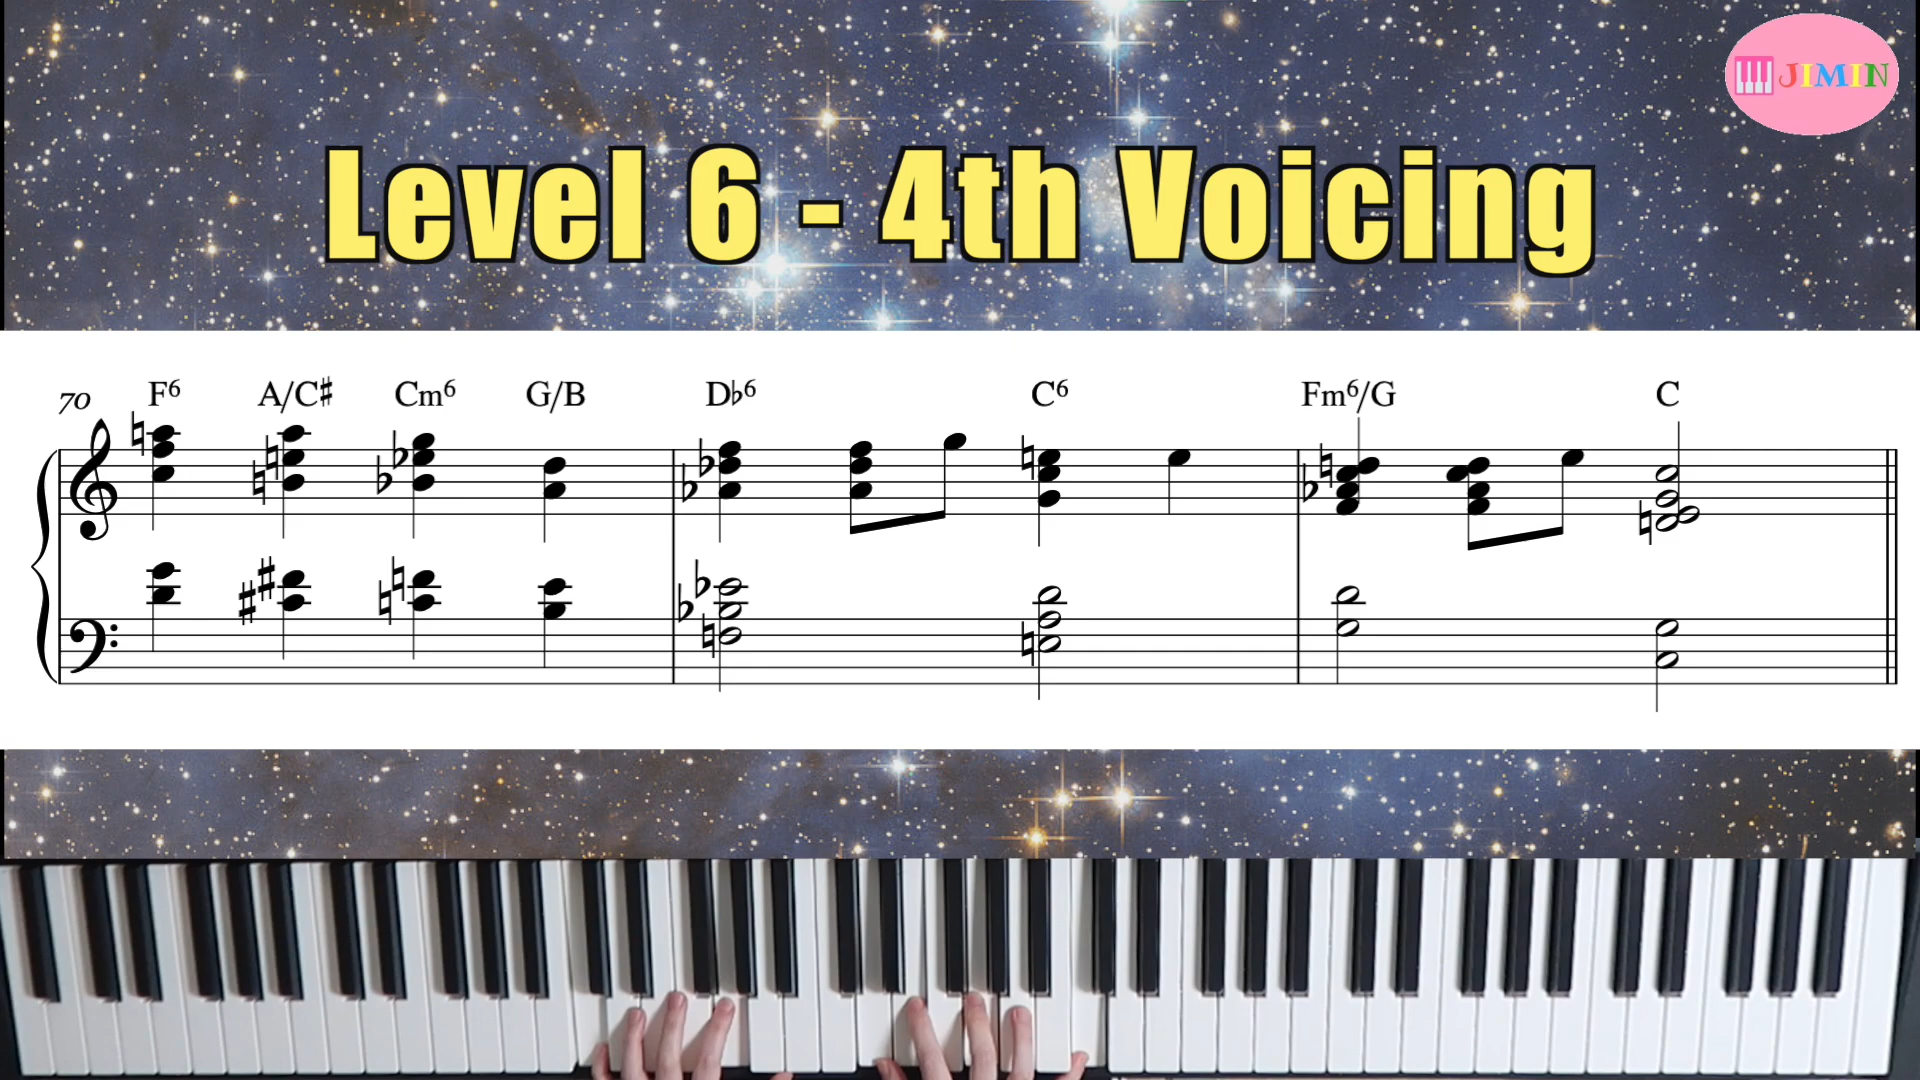 JIMIN
Level 6 - 4th Voicing
70 F6 A/C♯ Cm6 G/B D♭6 C6 Fm6/G C